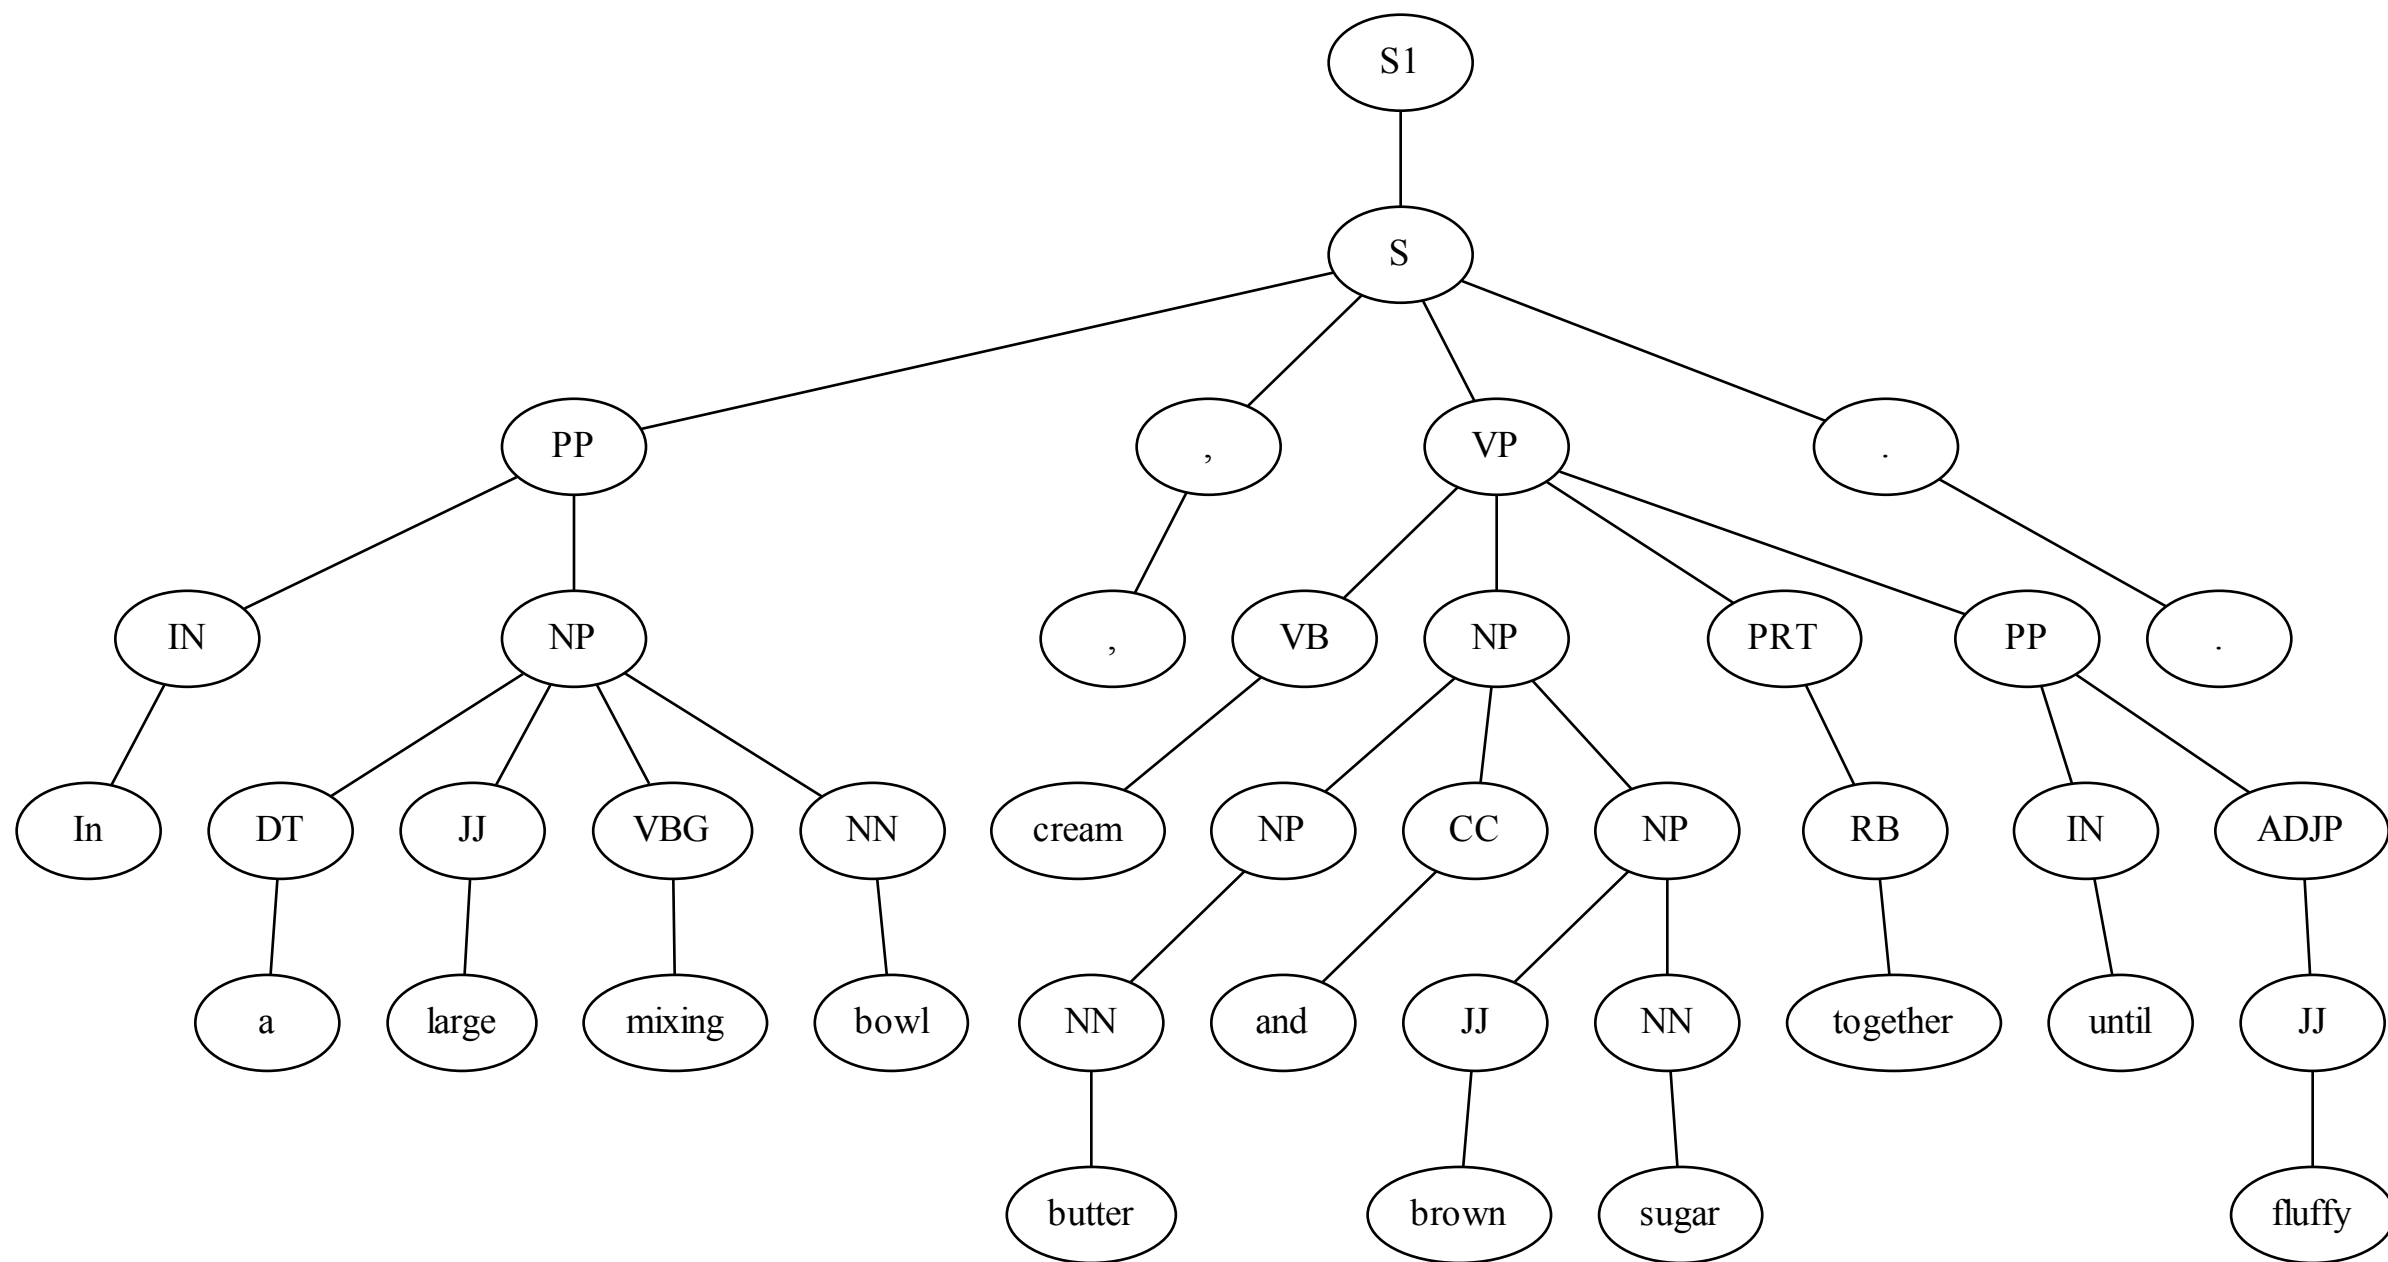 S1
S
PP , VP .
IN NP , VB NP PRT PP .
In DT JJ VBG NN cream NP CC NP RB IN ADJP
a large mixing bowl NN and JJ NN together until JJ
butter brown sugar fluffy